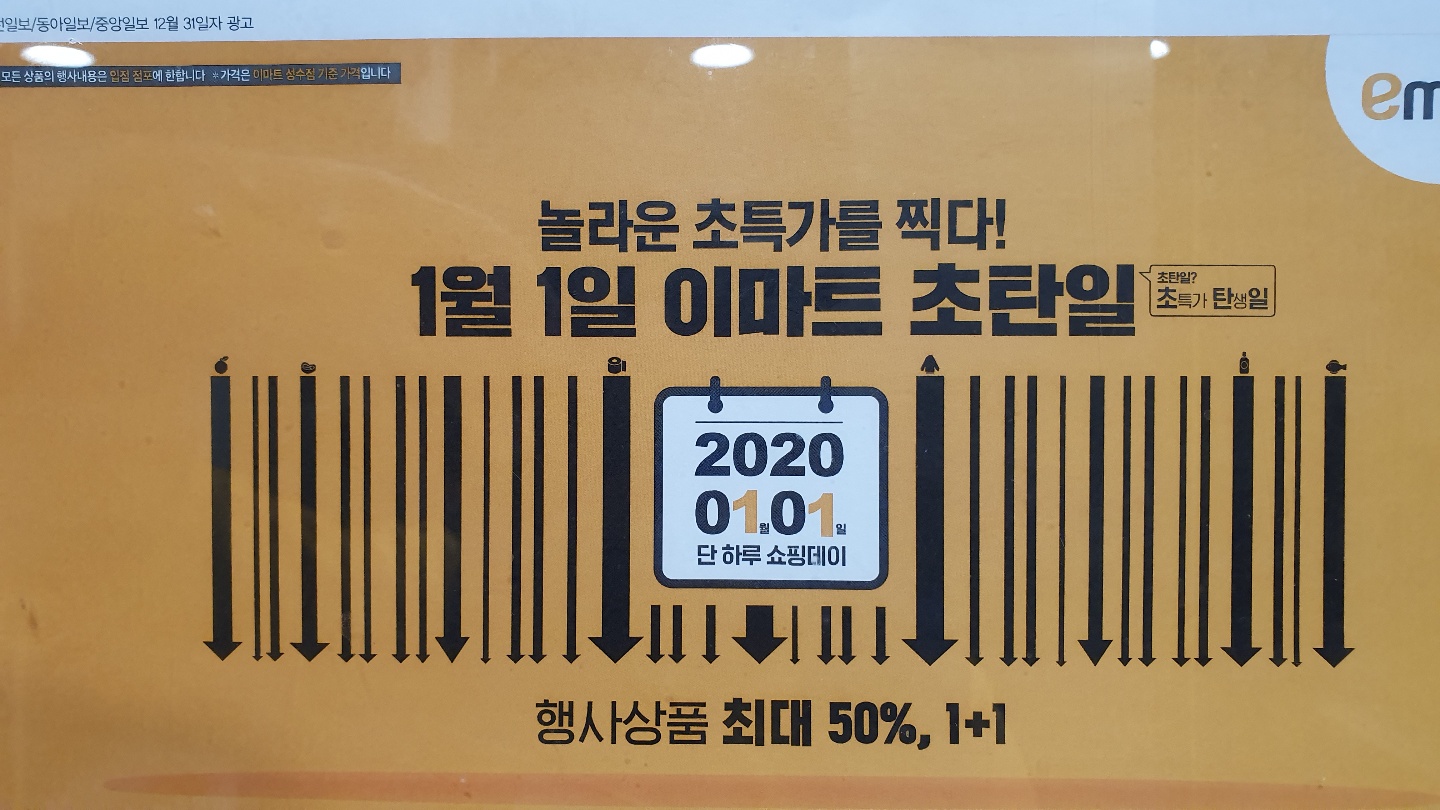 일보/동아일보/중앙일보 12월 31일자 광고
모든 상품의 행사내용은 입점 점포에 한합니다 *가격은 이마트 성수점 기준 가격입니다
em
놀라운 초특가를 찍다!
1월 1일 이마트 초탄일
초탄일?
초특가 탄생일
2020
01월01일
단 하루 쇼핑데이
행사상품 최대 50%, 1+1